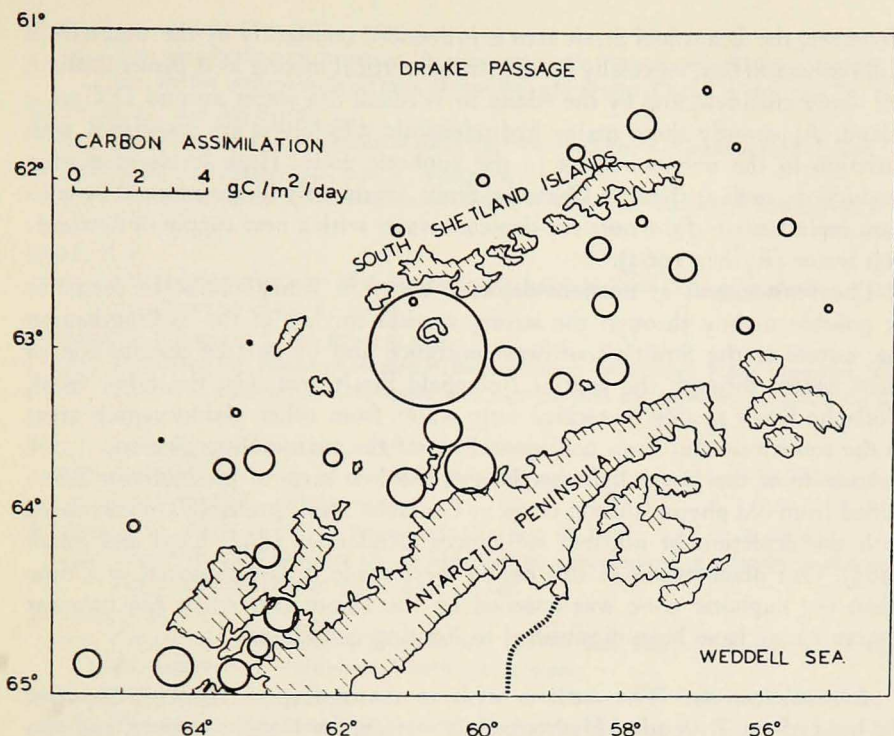 61°
DRAKE PASSAGE
CARBON ASSIMILATION
62°
0 2 4
gC/m²/day
SOUTH SHETLAND ISLANDS
63°
64°
ANTARCTIC PENINSULA
WEDDELL SEA
65°
64° 62° 60° 58° 56°